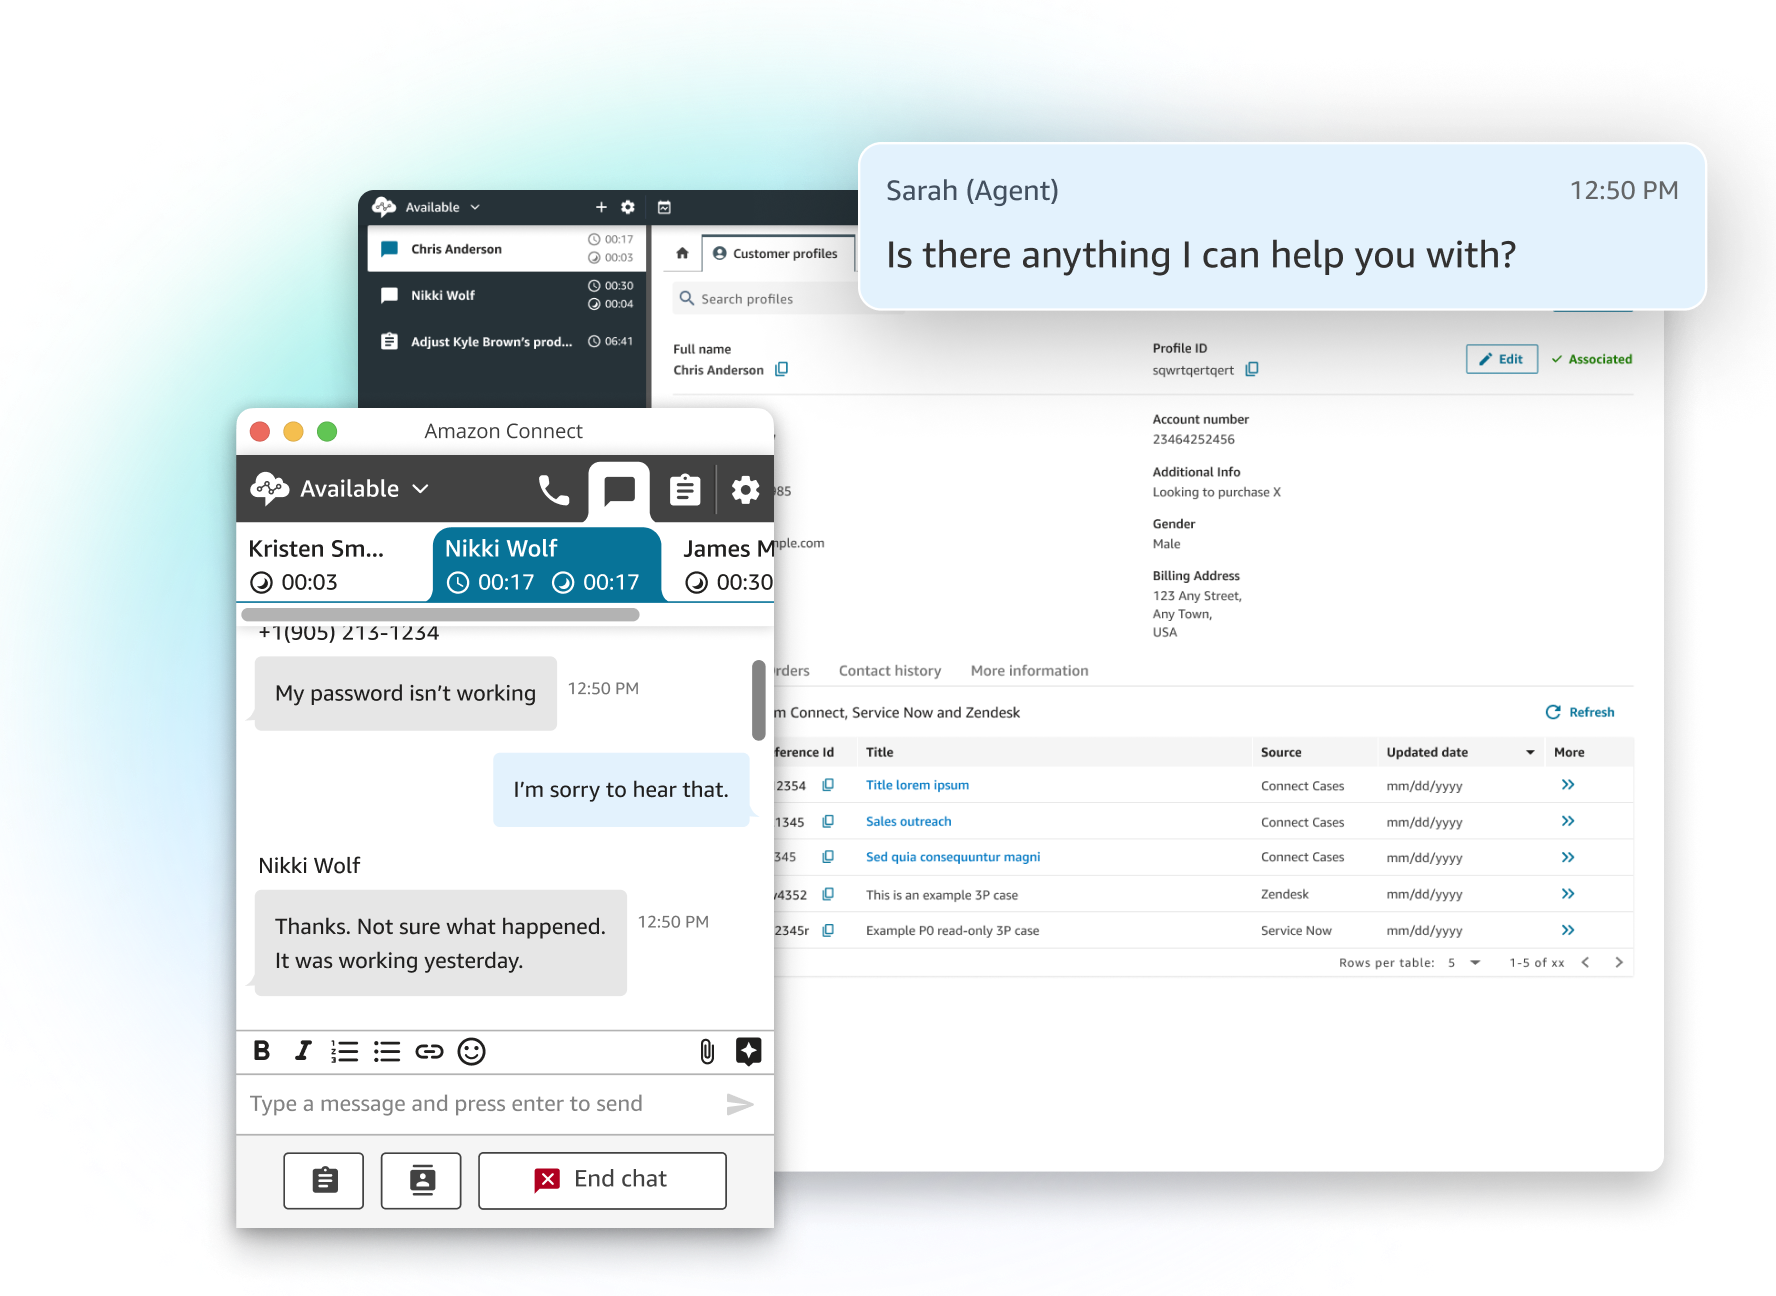 Sarah (Agent) 12:50 PM
Is there anything I can help you with?
Available
Chris Anderson 00:17
00:03
Nikki Wolf 00:30
00:04
Adjust Kyle Brown’s prod... 06:41
Customer profiles
Search profiles
Full name
Chris Anderson
Profile ID
sqwrtqertqert
Edit
Associated
Account number
23464252456
Additional Info
Looking to purchase X
Gender
Male
Billing Address
123 Any Street,
Any Town,
USA
Contact history More information
Connect, Service Now and Zendesk
Refresh
Id Title Source Updated date More
2354 Title lorem ipsum Connect Cases mm/dd/yyyy
1345 Sales outreach Connect Cases mm/dd/yyyy
345 Sed quia consequuntur magni Connect Cases mm/dd/yyyy
4352 This is an example 3P case Zendesk mm/dd/yyyy
2345r Example P0 read-only 3P case Service Now mm/dd/yyyy
Rows per table: 5 1-5 of xx
Amazon Connect
Available
Kristen Sm... Nikki Wolf James M
00:03 00:17 00:17 00:30
+1(905) 213-1234
My password isn’t working 12:50 PM
I’m sorry to hear that.
Nikki Wolf
Thanks. Not sure what happened. 12:50 PM
It was working yesterday.
B I
Type a message and press enter to send
End chat